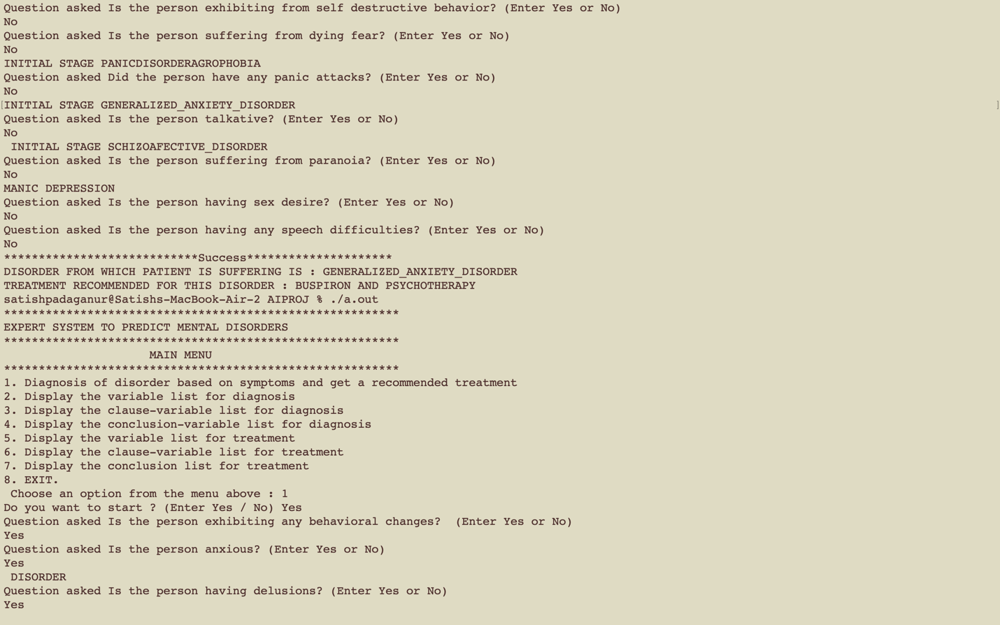 Question asked Is the person exhibiting from self destructive behavior? (Enter Yes or No)
No
Question asked Is the person suffering from dying fear? (Enter Yes or No)
No
INITIAL STAGE PANICDISORDERAGROPHOBIA
Question asked Did the person have any panic attacks? (Enter Yes or No)
No
[INITIAL STAGE GENERALIZED_ANXIETY_DISORDER ]
Question asked Is the person talkative? (Enter Yes or No)
No
 INITIAL STAGE SCHIZOAFECTIVE_DISORDER
Question asked Is the person suffering from paranoia? (Enter Yes or No)
No
MANIC DEPRESSION
Question asked Is the person having sex desire? (Enter Yes or No)
No
Question asked Is the person having any speech difficulties? (Enter Yes or No)
No
****************************Success*********************
DISORDER FROM WHICH PATIENT IS SUFFERING IS : GENERALIZED_ANXIETY_DISORDER
TREATMENT RECOMMENDED FOR THIS DISORDER : BUSPIRON AND PSYCHOTHERAPY
satishpadaganur@Satishs-MacBook-Air-2 AIPROJ % ./a.out
*********************************************************
EXPERT SYSTEM TO PREDICT MENTAL DISORDERS
*********************************************************
                     MAIN MENU
*********************************************************
1. Diagnosis of disorder based on symptoms and get a recommended treatment
2. Display the variable list for diagnosis
3. Display the clause-variable list for diagnosis
4. Display the conclusion-variable list for diagnosis
5. Display the variable list for treatment
6. Display the clause-variable list for treatment
7. Display the conclusion list for treatment
8. EXIT.
 Choose an option from the menu above : 1
Do you want to start ? (Enter Yes / No) Yes
Question asked Is the person exhibiting any behavioral changes?  (Enter Yes or No)
Yes
Question asked Is the person anxious? (Enter Yes or No)
Yes
 DISORDER
Question asked Is the person having delusions? (Enter Yes or No)
Yes